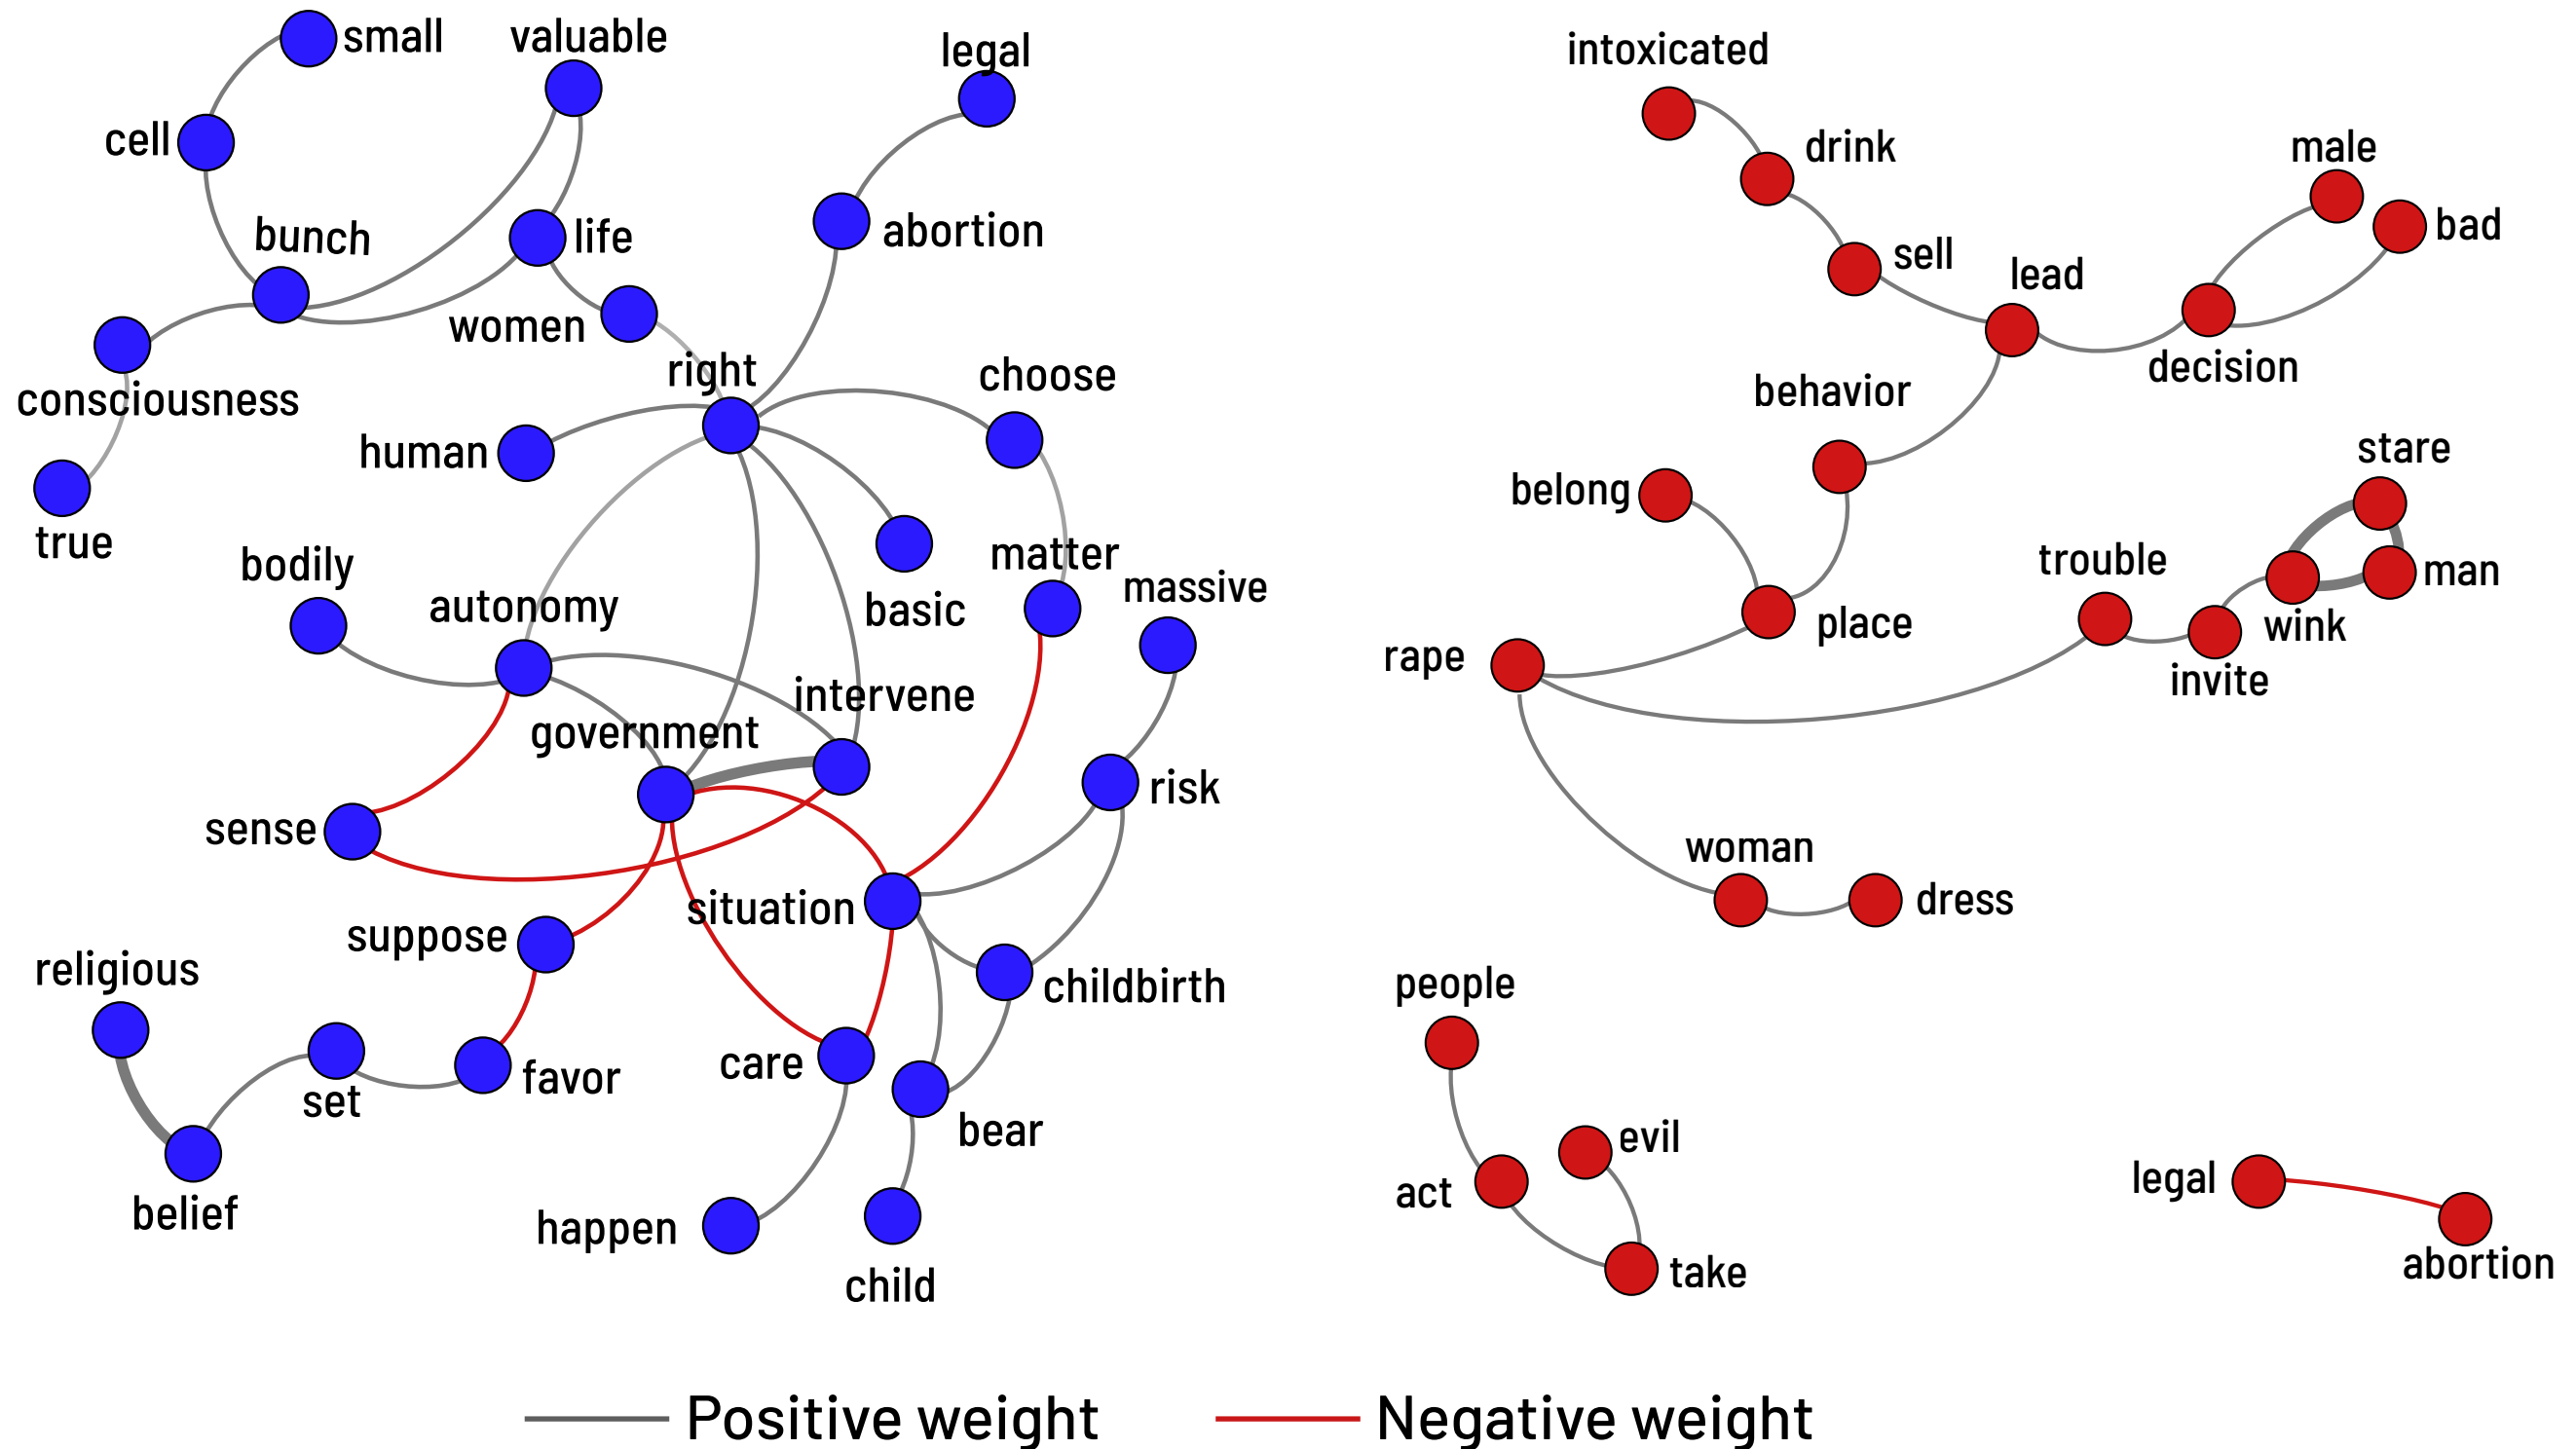 small
valuable
legal
cell
abortion
bunch
life
women
right
choose
consciousness
human
true
bodily
matter
massive
autonomy
basic
intervene
government
risk
sense
situation
suppose
religious
childbirth
set
favor
care
bear
belief
happen
child
intoxicated
drink
male
bad
sell
lead
decision
behavior
stare
belong
trouble
man
place
wink
rape
invite
woman
dress
people
evil
act
legal
take
abortion
Positive weight
Negative weight